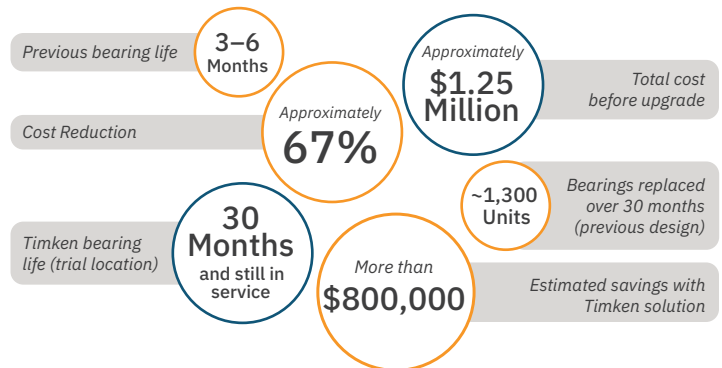 Previous bearing life
3–6
Months
Approximately
$1.25
Million
Total cost
before upgrade
Cost Reduction
Approximately
67%
~1,300
Units
Bearings replaced
over 30 months
(previous design)
Timken bearing
life (trial location)
30
Months
and still in
service
More than
$800,000
Estimated savings with
Timken solution